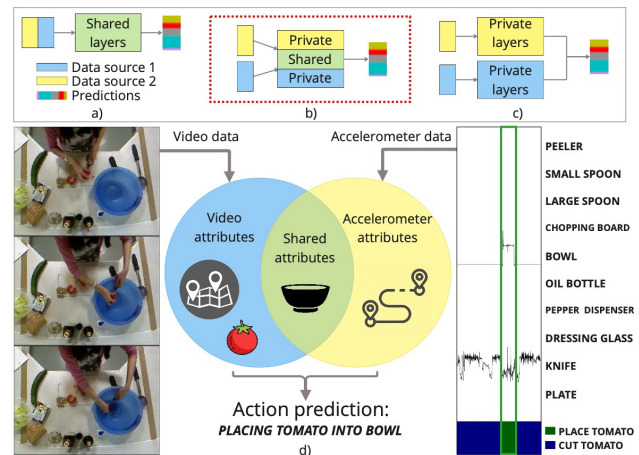 Shared
layers
Data source 1
Data source 2
Predictions
a)
Private
Shared
Private
b)
Private
layers
Private
layers
c)
Video data
Accelerometer data
Video
attributes
Shared
attributes
Accelerometer
attributes
Action prediction:
PLACING TOMATO INTO BOWL
d)
PEELER
SMALL SPOON
LARGE SPOON
CHOPPING BOARD
BOWL
OIL BOTTLE
PEPPER DISPENSER
DRESSING GLASS
KNIFE
PLATE
PLACE TOMATO
CUT TOMATO